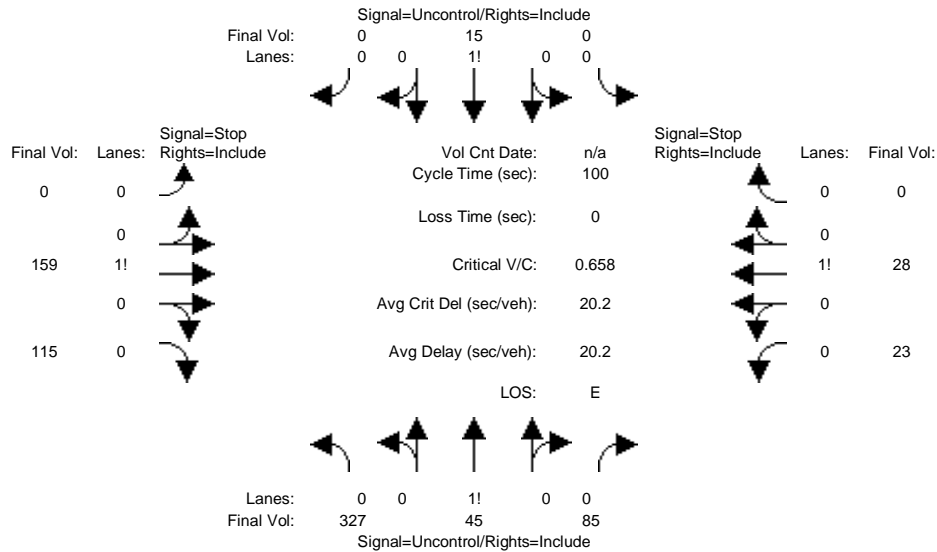 Signal=Uncontrol/Rights=Include
Final Vol: 0 15 0
Lanes: 0 0 1! 0 0
Signal=Stop Signal=Stop
Final Vol: Lanes: Rights=Include Vol Cnt Date: n/a Rights=Include Lanes: Final Vol:
Cycle Time (sec): 100
0 0 0 0
Loss Time (sec): 0
0 0
159 1! Critical V/C: 0.658 1! 28
0 Avg Crit Del (sec/veh): 20.2 0
115 0 Avg Delay (sec/veh): 20.2 0 23
LOS: E
Lanes: 0 0 1! 0 0
Final Vol: 327 45 85
Signal=Uncontrol/Rights=Include